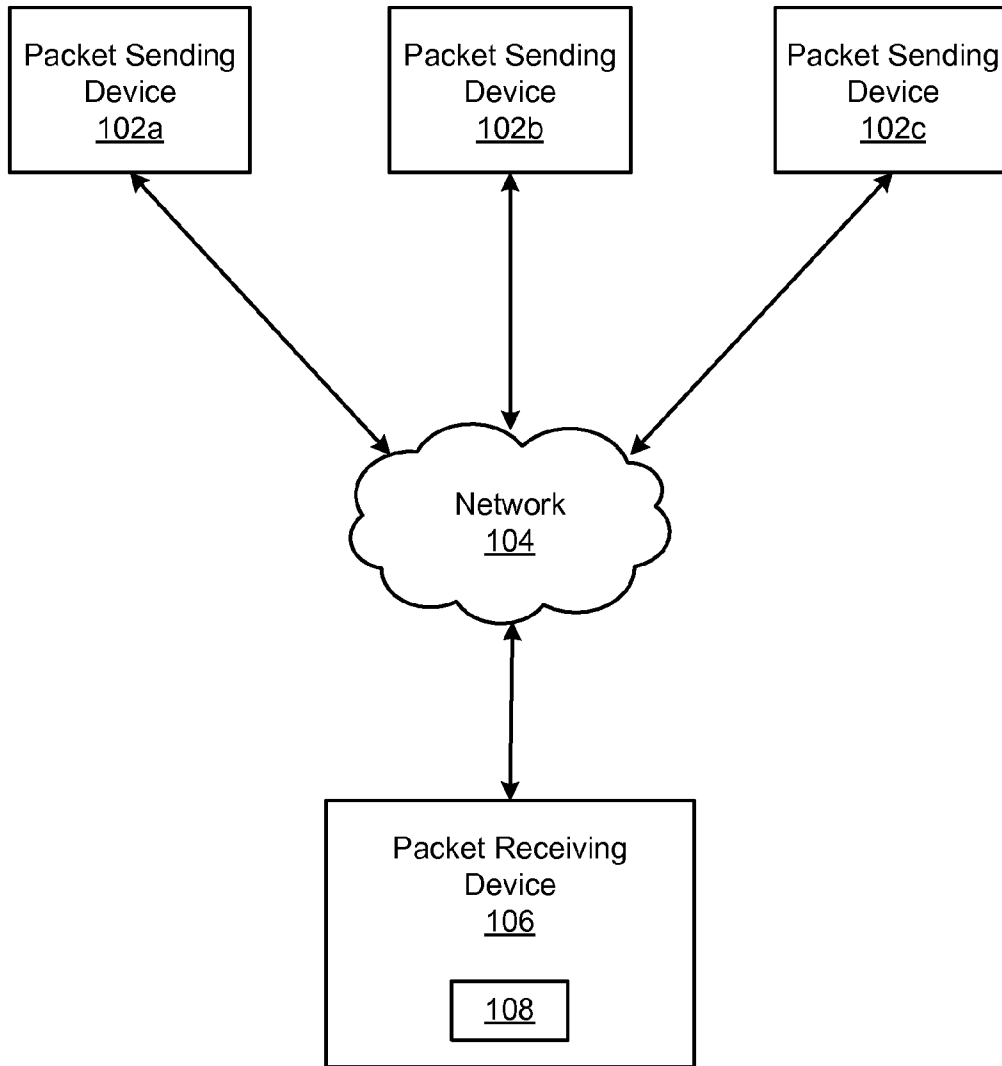 Packet Sending
Device
102a
Packet Sending
Device
102b
Packet Sending
Device
102c
Network
104
Packet Receiving
Device
106
108